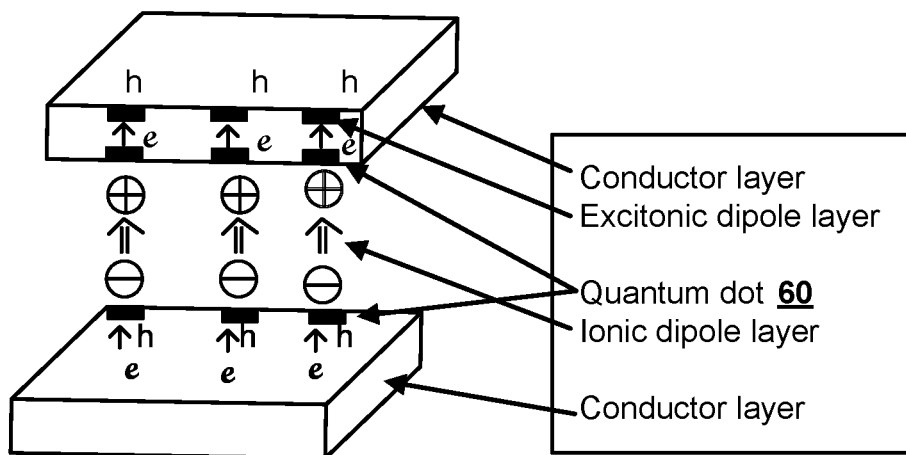 h h h
e e e
Conductor layer
Excitonic dipole layer
Quantum dot 60
Ionic dipole layer
h h h
e e e
Conductor layer